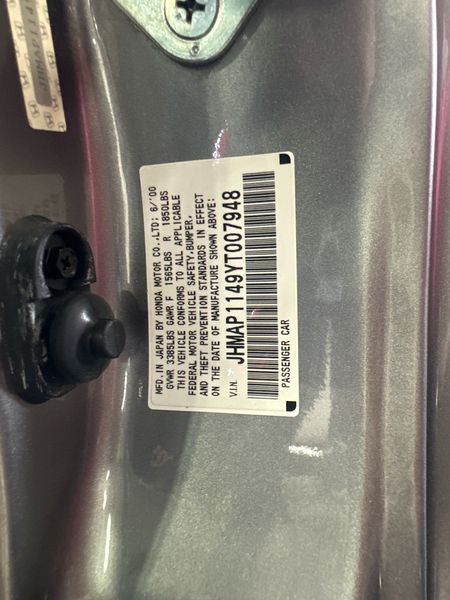 MFD.IN JAPAN BY HONDA MOTOR CO.,LTD; 6/'00
GVWR 3385LBS GAWR F 1565LBS R 1850LBS
THIS VEHICLE CONFORMS TO ALL APPLICABLE
FEDERAL MOTOR VEHICLE SAFETY,BUMPER,
AND THEFT PREVENTION STANDARDS IN EFFECT
ON THE DATE OF MANUFACTURE SHOWN ABOVE:
V.I.N.
JHMAP1149YT007948
PASSENGER CAR